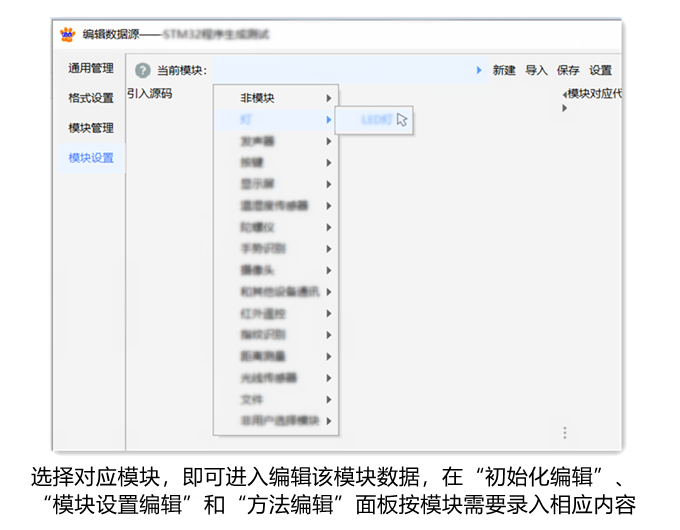 编辑数据源——STM32程序生成测试
通用管理
格式设置
模块管理
模块设置
当前模块：
新建 导入 保存 设置
引入源码
模块对应代
非模块
灯
LED灯
发声器
按键
显示屏
温湿度传感器
陀螺仪
手势识别
摄像头
和其他设备通讯
红外遥控
指纹识别
距离测量
光线传感器
文件
非用户选择模块
选择对应模块，即可进入编辑该模块数据，在“初始化编辑”、
“模块设置编辑”和“方法编辑”面板按模块需要录入相应内容